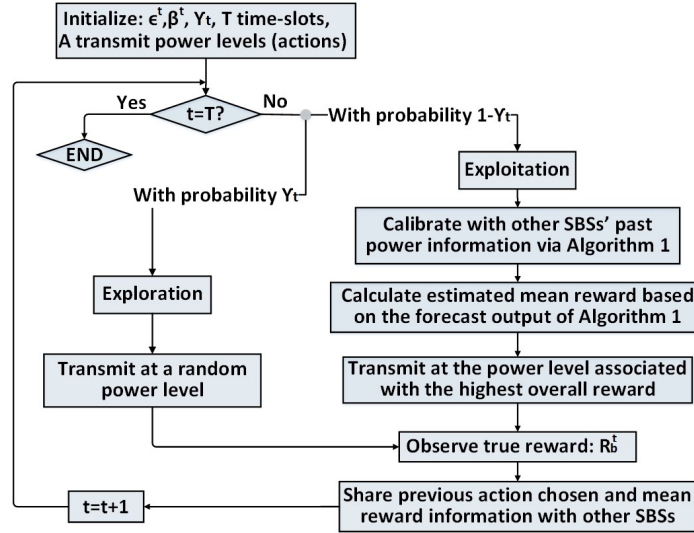 Initialize: ϵᵗ,βᵗ, Yₜ, T time-slots,
A transmit power levels (actions)
Yes
t=T?
No
With probability 1-Yₜ
END
Exploitation
With probability Yₜ
Calibrate with other SBSs' past
power information via Algorithm 1
Exploration
Calculate estimated mean reward based
on the forecast output of Algorithm 1
Transmit at a random
power level
Transmit at the power level associated
with the highest overall reward
Observe true reward: R_b^t
t=t+1
Share previous action chosen and mean
reward information with other SBSs